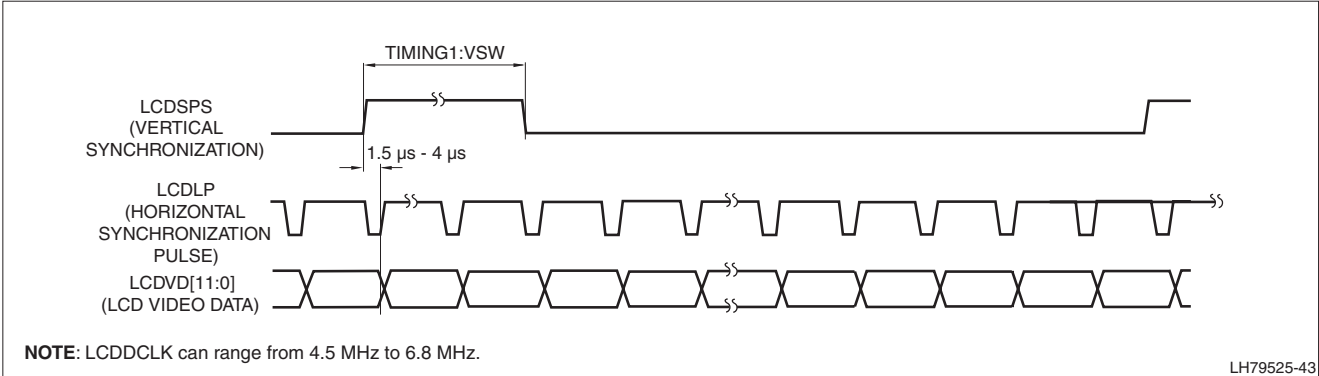 TIMING1:VSW
LCDSPS
(VERTICAL
SYNCHRONIZATION)
1.5 µs - 4 µs
LCDLP
(HORIZONTAL
SYNCHRONIZATION
PULSE)
LCDVD[11:0]
(LCD VIDEO DATA)
NOTE: LCDDCLK can range from 4.5 MHz to 6.8 MHz.
LH79525-43